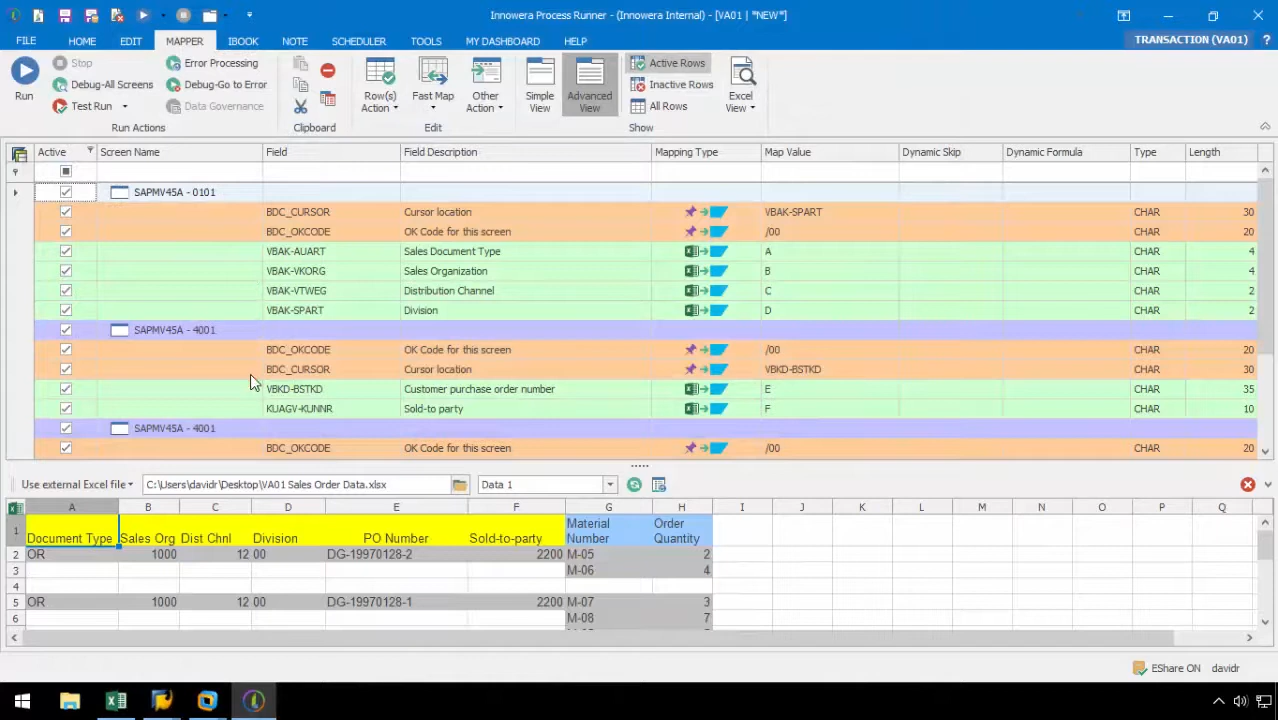 Innowera Process Runner - (Innowera Internal) - [VA01 | *NEW*]
FILE HOME EDIT MAPPER IBOOK NOTE SCHEDULER TOOLS MY DASHBOARD HELP TRANSACTION (VA01) ?
Run
Stop
Debug-All Screens
Test Run
Error Processing
Debug-Go to Error
Data Governance
Run Actions
Clipboard
Row(s) Action
Fast Map
Other Action
Edit
Simple View
Advanced View
Active Rows
Inactive Rows
All Rows
Show
Excel View
Active Screen Name Field Field Description Mapping Type Map Value Dynamic Skip Dynamic Formula Type Length
SAPMV45A - 0101
BDC_CURSOR Cursor location VBAK-SPART CHAR 30
BDC_OKCODE OK Code for this screen /00 CHAR 20
VBAK-AUART Sales Document Type A CHAR 4
VBAK-VKORG Sales Organization B CHAR 4
VBAK-VTWEG Distribution Channel C CHAR 2
VBAK-SPART Division D CHAR 2
SAPMV45A - 4001
BDC_OKCODE OK Code for this screen /00 CHAR 20
BDC_CURSOR Cursor location VBKD-BSTKD CHAR 30
VBKD-BSTKD Customer purchase order number E CHAR 35
KUAGV-KUNNR Sold-to party F CHAR 10
SAPMV45A - 4001
BDC_OKCODE OK Code for this screen /00 CHAR 20
Use external Excel file C:\Users\davidr\Desktop\VA01 Sales Order Data.xlsx Data 1
A B C D E F G H I J K L M N O P Q
1 Document Type Sales Org Dist Chnl Division PO Number Sold-to-party Material Number Order Quantity
2 OR 1000 12 00 DG-19970128-2 2200 M-05 2
3 M-06 4
4
5 OR 1000 12 00 DG-19970128-1 2200 M-07 3
6 M-08 7
EShare ON davidr